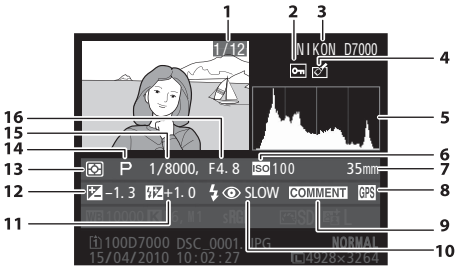 1 2 3
1/12 NIKON D7000
4
5
16
15
14 6
13 P 1/8000, F4.8 ISO 100 35mm 7
12 -1.3 +1.0 SLOW COMMENT GPS 8
9
11 10
100D7000 DSC_0001.JPG NORMAL
15/04/2010 10:02:27 L4928×3264